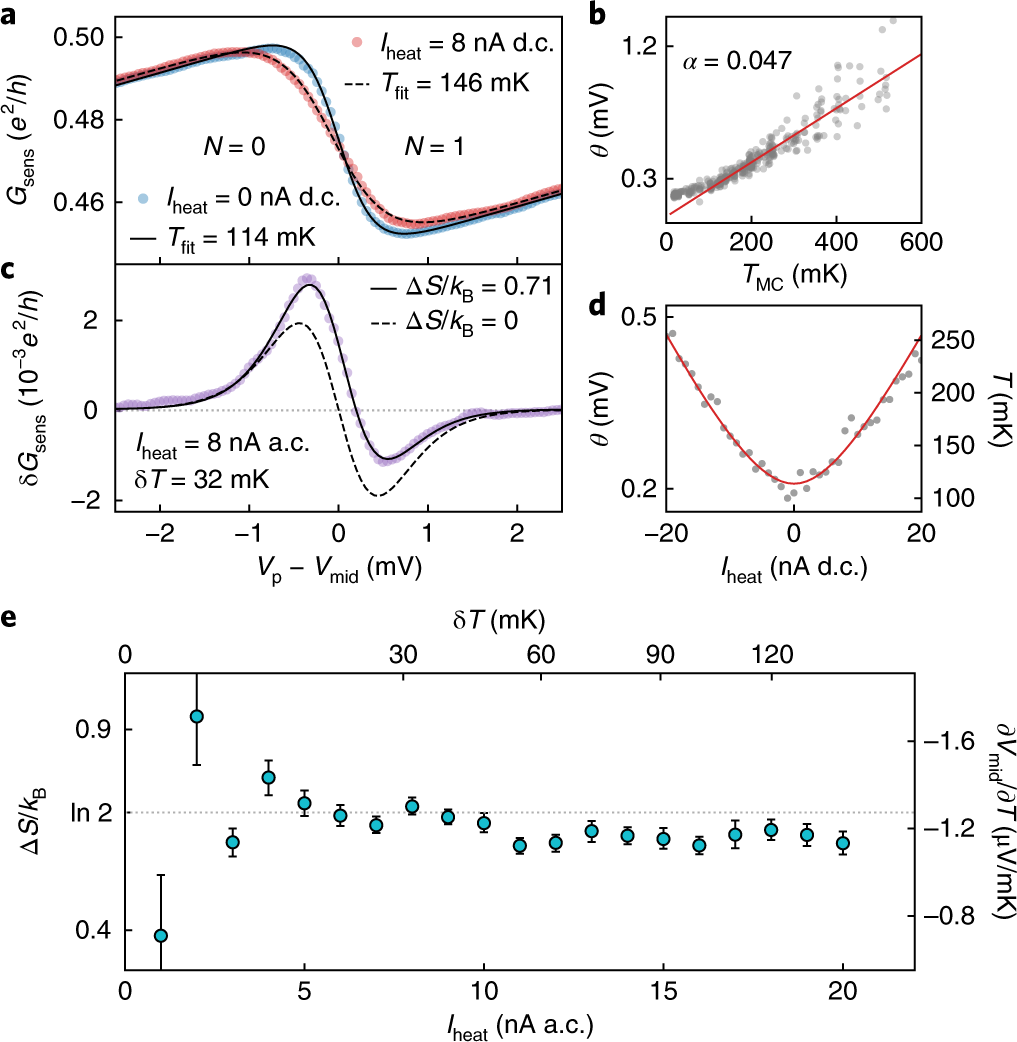 a
0.50
0.48
0.46
G_sens (e²/h)
I_heat = 8 nA d.c.
T_fit = 146 mK
N = 0
N = 1
I_heat = 0 nA d.c.
T_fit = 114 mK
b
1.2
0.3
θ (mV)
α = 0.047
0
200
400
600
T_MC (mK)
c
2
0
−2
δG_sens (10⁻³e²/h)
ΔS/k_B = 0.71
ΔS/k_B = 0
I_heat = 8 nA a.c.
δT = 32 mK
−2
−1
0
1
2
V_p − V_mid (mV)
d
0.5
0.2
θ (mV)
250
200
150
100
T (mK)
−20
0
20
I_heat (nA d.c.)
e
δT (mK)
0
30
60
90
120
0.9
ln 2
0.4
ΔS/k_B
−1.6
−1.2
−0.8
∂V_mid/∂T (μV/mK)
0
5
10
15
20
I_heat (nA a.c.)